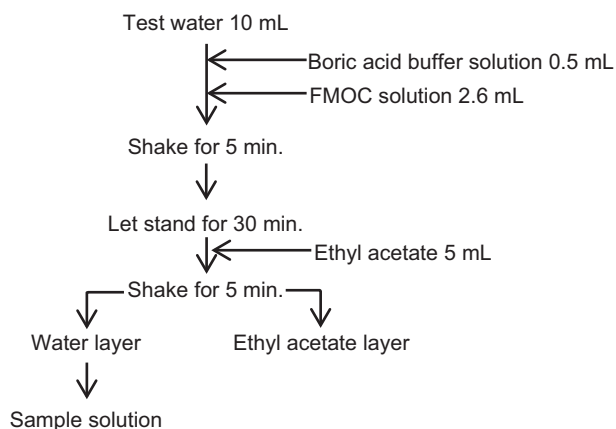 Test water 10 mL
Boric acid buffer solution 0.5 mL
FMOC solution 2.6 mL
Shake for 5 min.
Let stand for 30 min.
Ethyl acetate 5 mL
Shake for 5 min.
Water layer
Ethyl acetate layer
Sample solution